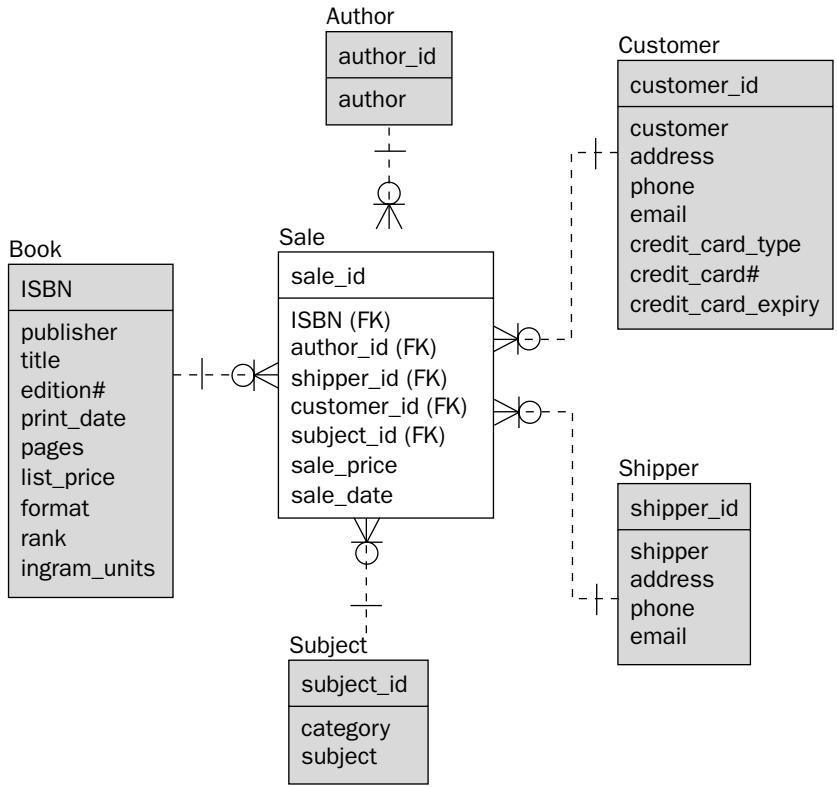 Author
author_id
author
Customer
customer_id
customer
address
phone
email
credit_card_type
credit_card#
credit_card_expiry
Book
ISBN
publisher
title
edition#
print_date
pages
list_price
format
rank
ingram_units
Sale
sale_id
ISBN (FK)
author_id (FK)
shipper_id (FK)
customer_id (FK)
subject_id (FK)
sale_price
sale_date
Shipper
shipper_id
shipper
address
phone
email
Subject
subject_id
category
subject